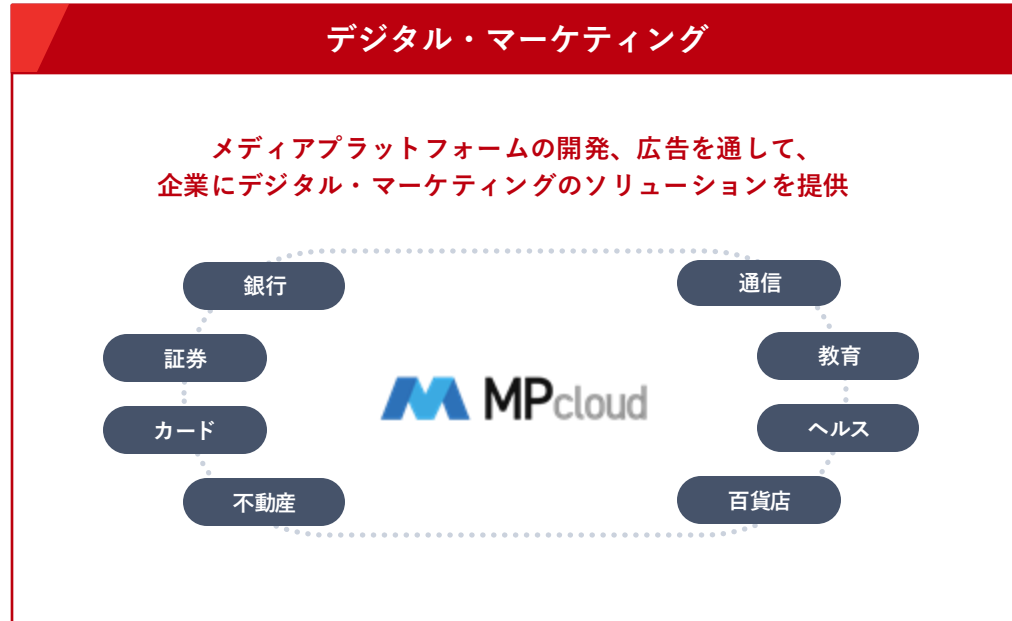 デジタル・マーケティング
メディアプラットフォームの開発、広告を通して、
企業にデジタル・マーケティングのソリューションを提供
銀行
通信
証券
教育
MPcloud
カード
ヘルス
不動産
百貨店